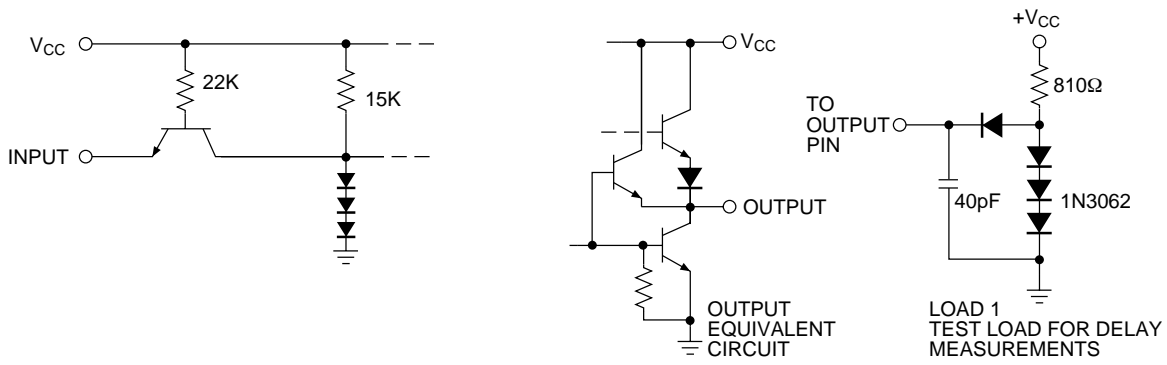 V_CC
22K
15K
INPUT
V_CC
OUTPUT
OUTPUT
EQUIVALENT
CIRCUIT
+V_CC
810Ω
TO
OUTPUT
PIN
40pF
1N3062
LOAD 1
TEST LOAD FOR DELAY
MEASUREMENTS